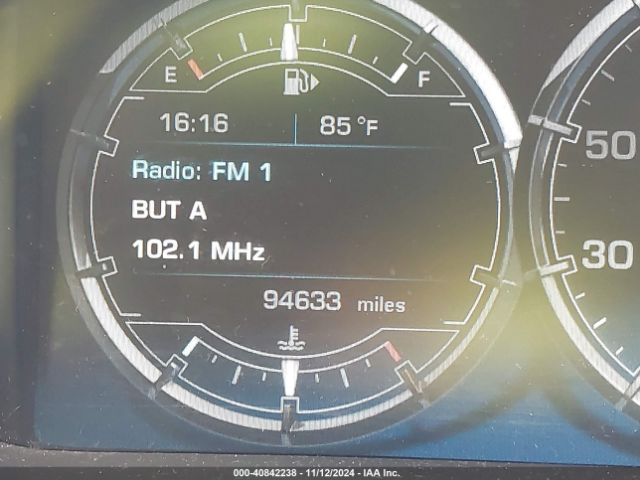 E F
16:16 85°F
Radio: FM 1
BUT A
102.1 MHz
94633 miles
50
30
000-40842238 - 11/12/2024 - IAA Inc.